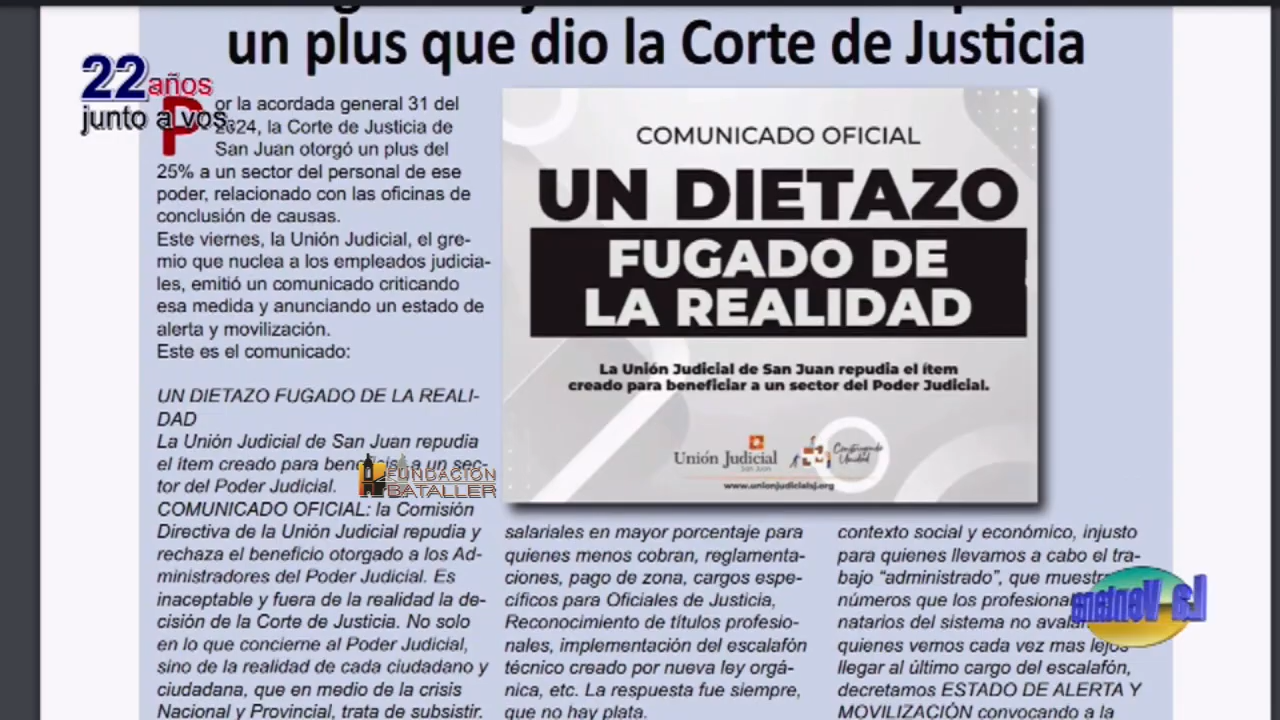 un plus que dio la Corte de Justicia
22 años
junto a vos.
Por la acordada general 31 del
2024, la Corte de Justicia de
San Juan otorgó un plus del
25% a un sector del personal de ese
poder, relacionado con las oficinas de
conclusión de causas.
Este viernes, la Unión Judicial, el gre-
mio que nuclea a los empleados judicia-
les, emitió un comunicado criticando
esa medida y anunciando un estado de
alerta y movilización.
Este es el comunicado:
UN DIETAZO FUGADO DE LA REALI-
DAD
La Unión Judicial de San Juan repudia
el ítem creado para beneficiar a un sec-
tor del Poder Judicial.
COMUNICADO OFICIAL: la Comisión
Directiva de la Unión Judicial repudia y
rechaza el beneficio otorgado a los Ad-
ministradores del Poder Judicial. Es
inaceptable y fuera de la realidad la de-
cisión de la Corte de Justicia. No solo
en lo que concierne al Poder Judicial,
sino de la realidad de cada ciudadano y
ciudadana, que en medio de la crisis
Nacional y Provincial, trata de subsistir.
FUNDACIÓN
BATALLER
COMUNICADO OFICIAL
UN DIETAZO
FUGADO DE
LA REALIDAD
La Unión Judicial de San Juan repudia el ítem
creado para beneficiar a un sector del Poder Judicial.
Unión Judicial
San Juan
Construyendo
Unidad
www.unionjudicialsj.org
salariales en mayor porcentaje para
quienes menos cobran, reglamenta-
ciones, pago de zona, cargos espe-
cíficos para Oficiales de Justicia,
Reconocimiento de títulos profesio-
nales, implementación del escalafón
técnico creado por nueva ley orgá-
nica, etc. La respuesta fue siempre,
que no hay plata.
contexto social y económico, injusto
para quienes llevamos a cabo el tra-
bajo “administrado”, que muestr
números que los profesiona
natarios del sistema no avala
quienes vemos cada vez mas lejos
llegar al último cargo del escalafón,
decretamos ESTADO DE ALERTA Y
MOVILIZACIÓN convocando a la
La Ventana